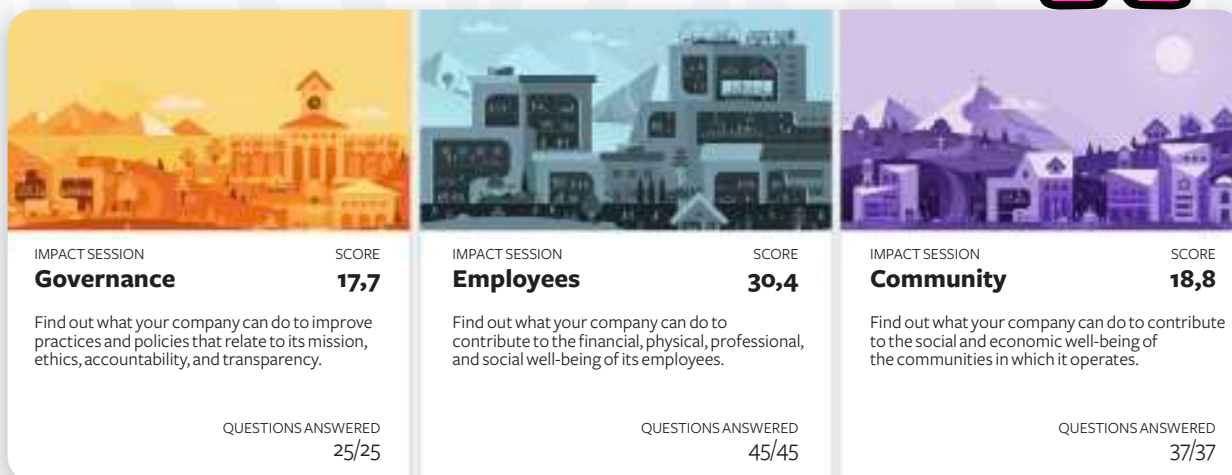 IMPACT SESSION SCORE
Governance 17,7
Find out what your company can do to improve
practices and policies that relate to its mission,
ethics, accountability, and transparency.
QUESTIONS ANSWERED
25/25
IMPACT SESSION SCORE
Employees 30,4
Find out what your company can do to
contribute to the financial, physical, professional,
and social well-being of its employees.
QUESTIONS ANSWERED
45/45
IMPACT SESSION SCORE
Community 18,8
Find out what your company can do to contribute
to the social and economic well-being of
the communities in which it operates.
QUESTIONS ANSWERED
37/37